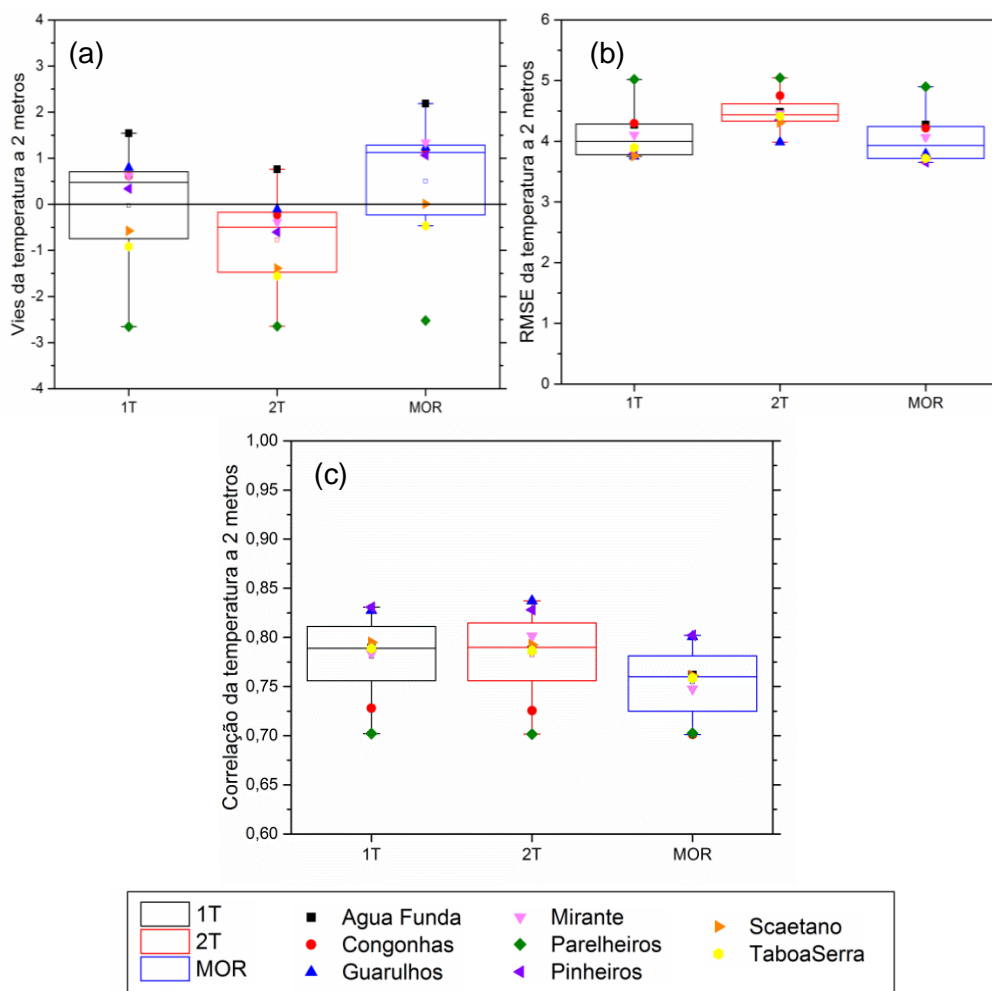 (a)
Vies da temperatura a 2 metros
4
3
2
1
0
-1
-2
-3
-4
1T 2T MOR
(b)
RMSE da temperatura a 2 metros
6
5
4
3
2
1
0
1T 2T MOR
(c)
Correlação da temperatura a 2 metros
1,00
0,95
0,90
0,85
0,80
0,75
0,70
0,65
0,60
1T 2T MOR
1T
2T
MOR
Agua Funda
Congonhas
Guarulhos
Mirante
Parelheiros
Pinheiros
Scaetano
TaboaSerra